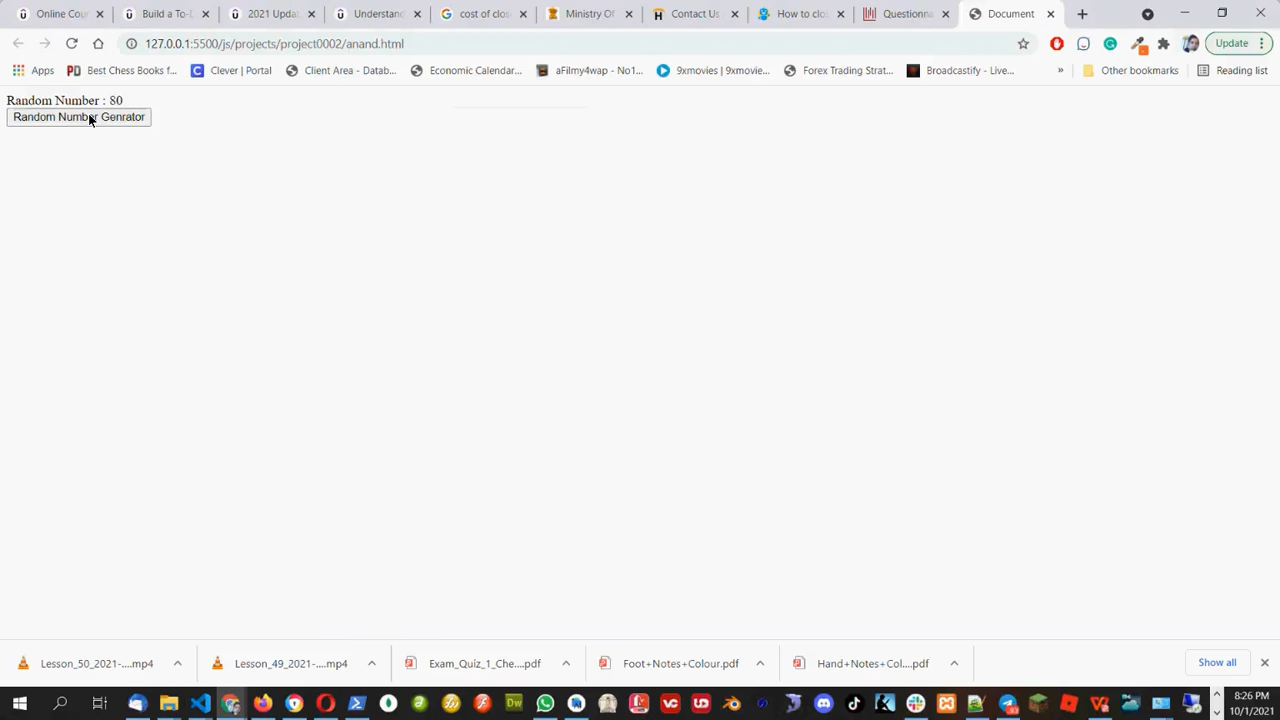 Online Cou
Build a To-D
2021 Upda
Understand
cost of clos
Ministry Of
Contact Us
How to clo
Questionna
Document
127.0.0.1:5500/js/projects/project0002/anand.html
Update
Apps
Best Chess Books f...
Clever | Portal
Client Area - Datab...
Economic Calendar...
aFilmy4wap - No1...
9xmovies | 9xmovie...
Forex Trading Strat...
Broadcastify - Live...
»
Other bookmarks
Reading list
Random Number : 80
Random Number Genrator
Lesson_50_2021-....mp4
Lesson_49_2021-....mp4
Exam_Quiz_1_Che....pdf
Foot+Notes+Colour.pdf
Hand+Notes+Col....pdf
Show all
8:26 PM
10/1/2021